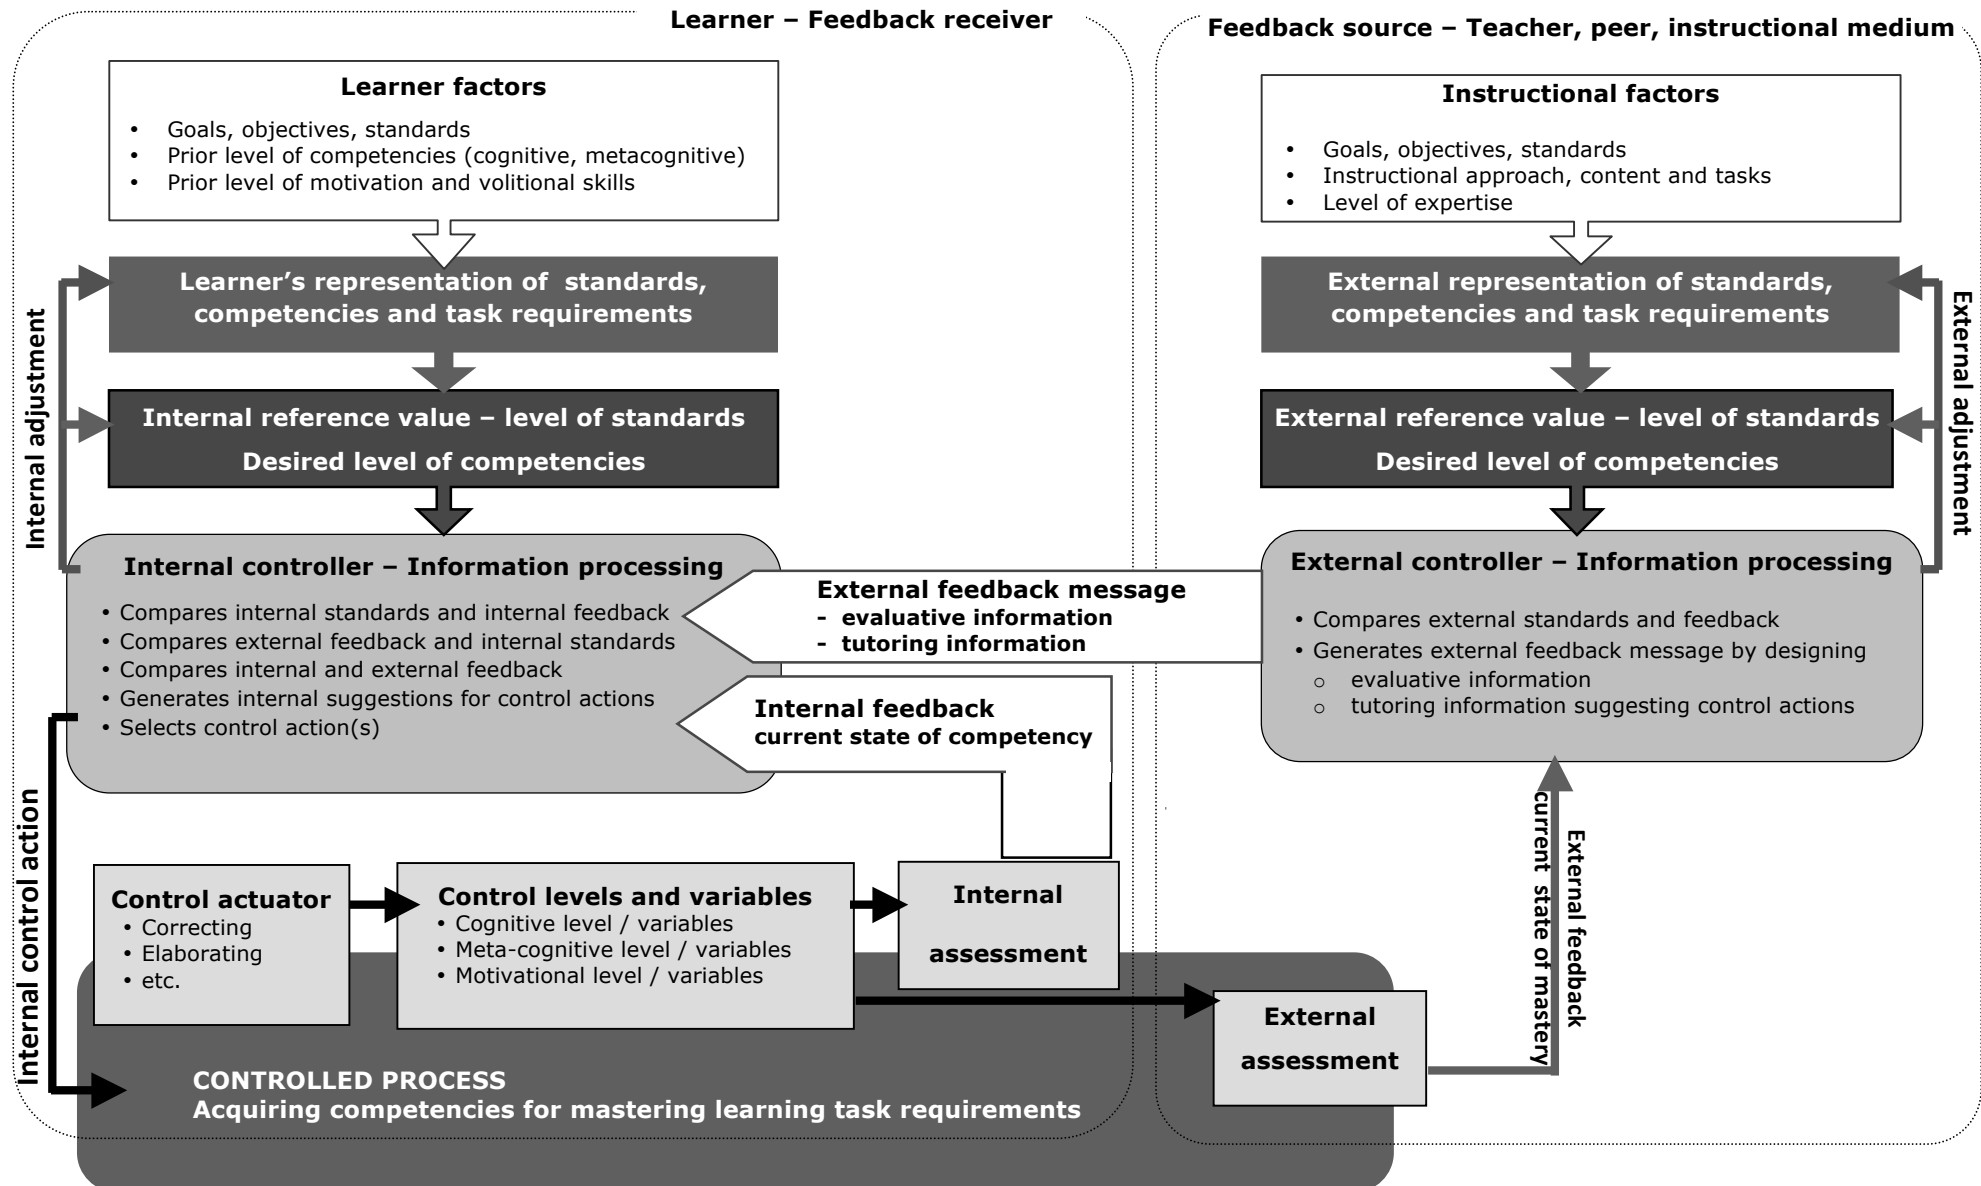 Learner – Feedback receiver
Learner factors
• Goals, objectives, standards
• Prior level of competencies (cognitive, metacognitive)
• Prior level of motivation and volitional skills
Learner’s representation of standards,
competencies and task requirements
Internal reference value – level of standards
Desired level of competencies
Internal adjustment
Internal controller – Information processing
• Compares internal standards and internal feedback
• Compares external feedback and internal standards
• Compares internal and external feedback
• Generates internal suggestions for control actions
• Selects control action(s)
External feedback message
- evaluative information
- tutoring information
Internal feedback
current state of competency
Internal control action
Control actuator
• Correcting
• Elaborating
• etc.
Control levels and variables
• Cognitive level / variables
• Meta-cognitive level / variables
• Motivational level / variables
Internal
assessment
CONTROLLED PROCESS
Acquiring competencies for mastering learning task requirements
Feedback source – Teacher, peer, instructional medium
Instructional factors
• Goals, objectives, standards
• Instructional approach, content and tasks
• Level of expertise
External representation of standards,
competencies and task requirements
External reference value – level of standards
Desired level of competencies
External adjustment
External controller – Information processing
• Compares external standards and feedback
• Generates external feedback message by designing
o evaluative information
o tutoring information suggesting control actions
External feedback
current state of mastery
External
assessment